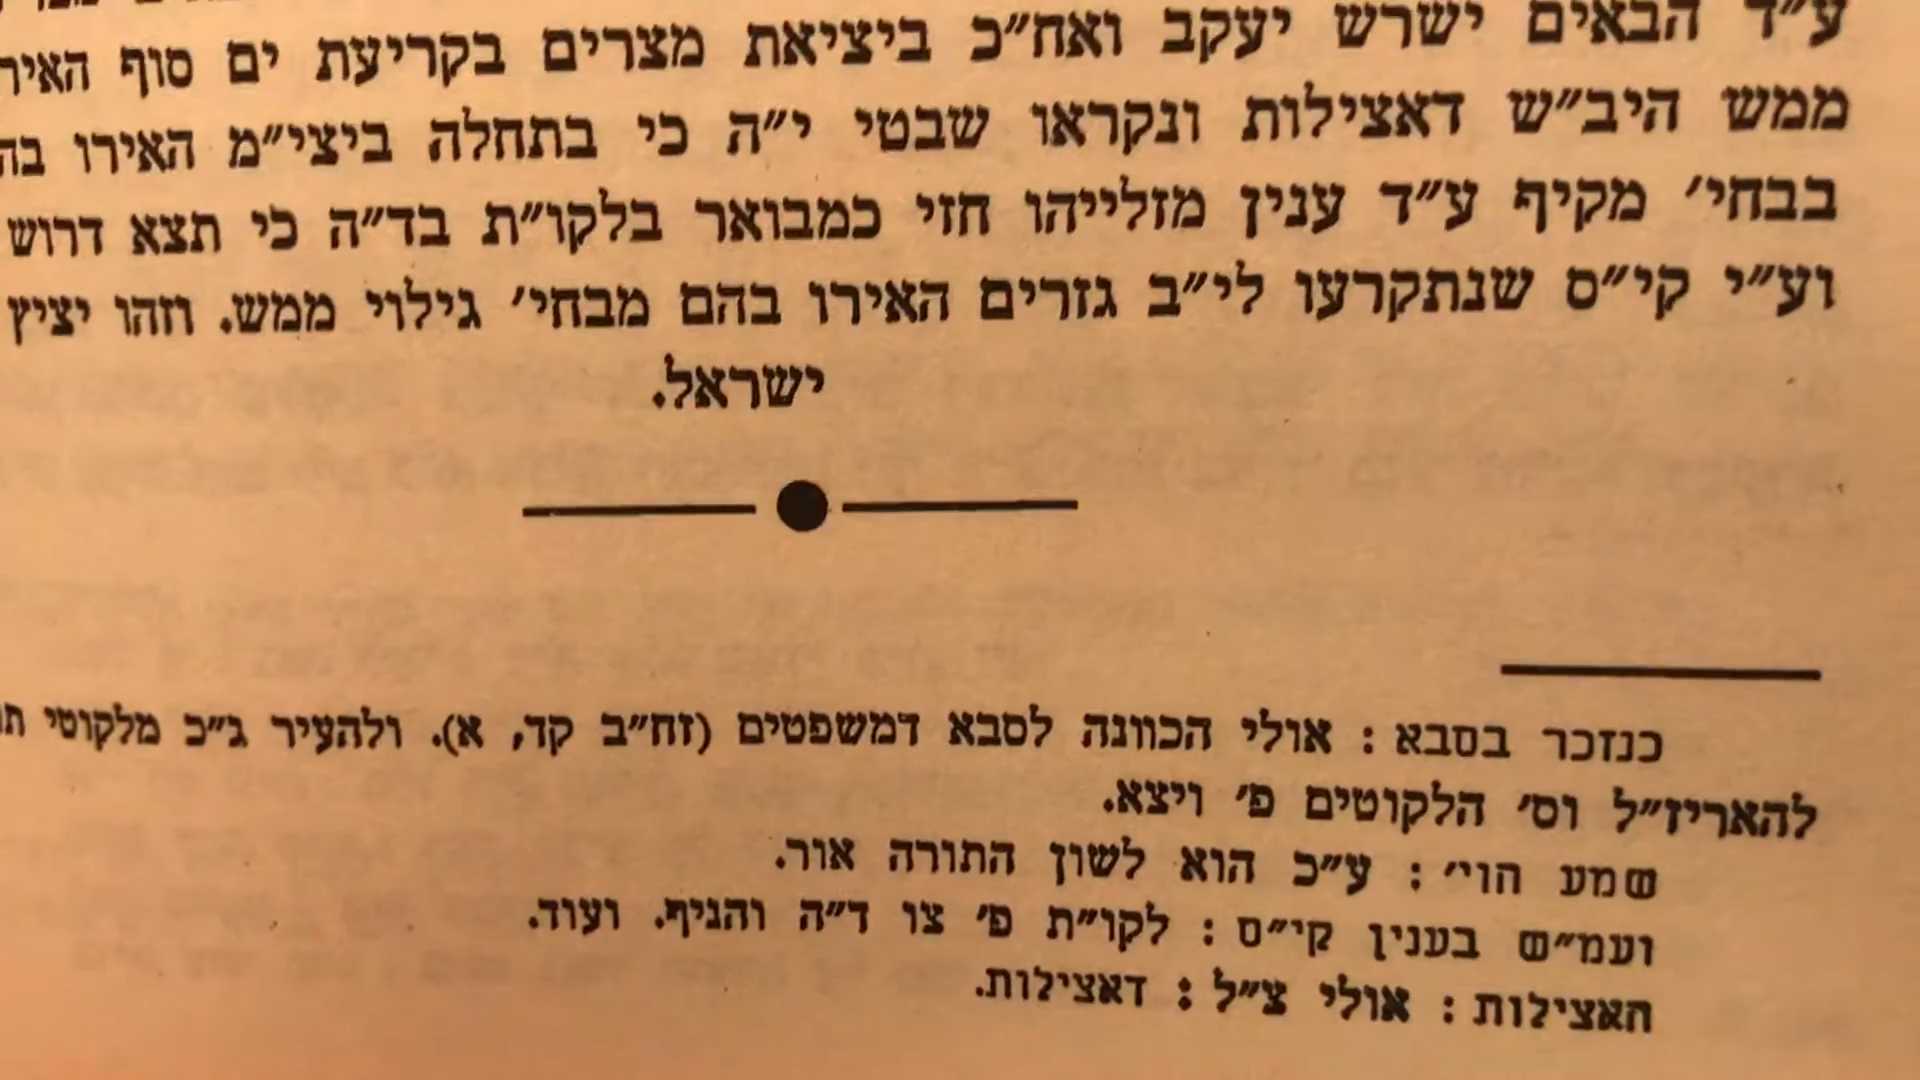 ע״ד הבאים ישרש יעקב ואח״כ ביציאת מצרים בקריעת ים סוף האיר
ממש היב״ש דאצילות ונקראו שבטי י״ה כי בתחלה ביצי״מ האירו
בבחי׳ מקיף ע״ד ענין מזלייהו חזי כמבואר בלקו״ת בד״ה כי תצא דרוש
וע״י קי״ס שנתקרעו לי״ב גזרים האירו בהם מבחי׳ גילוי ממש. וזהו יציץ
ישראל.
כנזכר בסבא : אולי הכוונה לסבא דמשפטים (זח״ב קד, א). ולהעיר ג״כ מלקוטי
להאריז״ל וס׳ הלקוטים פ׳ ויצא.
שמע הוי׳ : ע״כ הוא לשון התורה אור.
ועמ״ש בענין קי״ס : לקו״ת פ׳ צו ד״ה והניף. ועוד.
האצילות : אולי צ״ל : דאצילות.